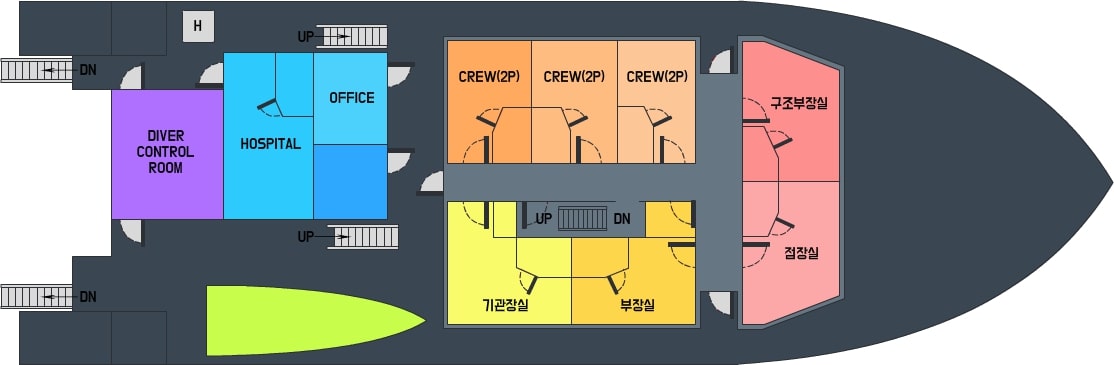 H
UP
DN
CREW(2P)
CREW(2P)
CREW(2P)
구조부장실
OFFICE
DIVER
CONTROL
ROOM
HOSPITAL
UP
DN
UP
점장실
DN
기관장실
부장실